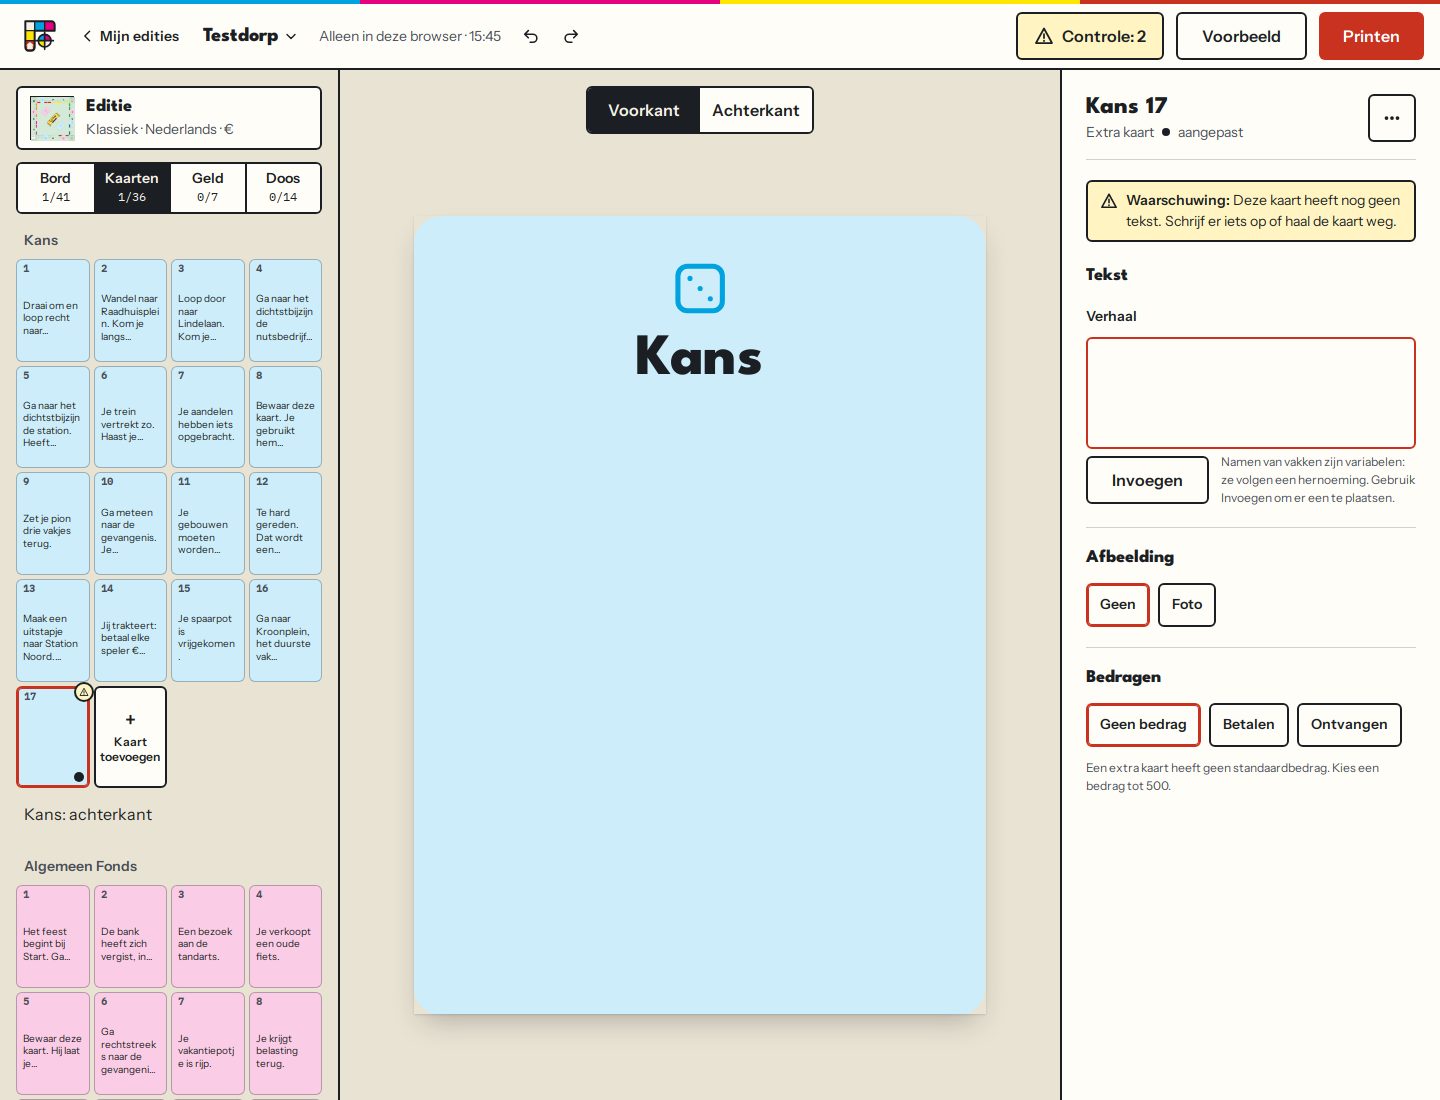 Mijn edities
Testdorp
Alleen in deze browser · 15:45
Controle: 2
Voorbeeld
Printen
Editie
Klassiek · Nederlands · €
Bord
1/41
Kaarten
1/36
Geld
0/7
Doos
0/14
Kans
1
Draai om en
loop recht
naar...
2
Wandel naar
Raadhuisplei
n. Kom je
langs...
3
Loop door
naar
Lindelaan.
Kom je...
4
Ga naar het
dichtstbijzijn
de
nutsbedrijf...
5
Ga naar het
dichtstbijzijn
de station.
Heeft...
6
Je trein
vertrekt zo.
Haast je...
7
Je aandelen
hebben iets
opgebracht.
8
Bewaar deze
kaart. Je
gebruikt
hem...
9
Zet je pion
drie vakjes
terug.
10
Ga meteen
naar de
gevangenis.
Je...
11
Je
gebouwen
moeten
worden...
12
Te hard
gereden.
Dat wordt
een...
13
Maak een
uitstapje
naar Station
Noord....
14
Jij trakteert:
betaal elke
speler €...
15
Je spaarpot
is
vrijgekomen
.
16
Ga naar
Kroonplein,
het duurste
vak...
17
+
Kaart
toevoegen
Kans: achterkant
Algemeen Fonds
1
Het feest
begint bij
Start. Ga...
2
De bank
heeft zich
vergist, in...
3
Een bezoek
aan de
tandarts.
4
Je verkoopt
een oude
fiets.
5
Bewaar deze
kaart. Hij laat
je...
6
Ga
rechtstreek
s naar de
gevangeni...
7
Je
vakantiepotj
e is rijp.
8
Je krijgt
belasting
terug.
Voorkant
Achterkant
Kans
Kans 17
Extra kaart ● aangepast
...
Waarschuwing: Deze kaart heeft nog geen
tekst. Schrijf er iets op of haal de kaart weg.
Tekst
Verhaal
Invoegen
Namen van vakken zijn variabelen:
ze volgen een hernoeming. Gebruik
Invoegen om er een te plaatsen.
Afbeelding
Geen
Foto
Bedragen
Geen bedrag
Betalen
Ontvangen
Een extra kaart heeft geen standaardbedrag. Kies een
bedrag tot 500.